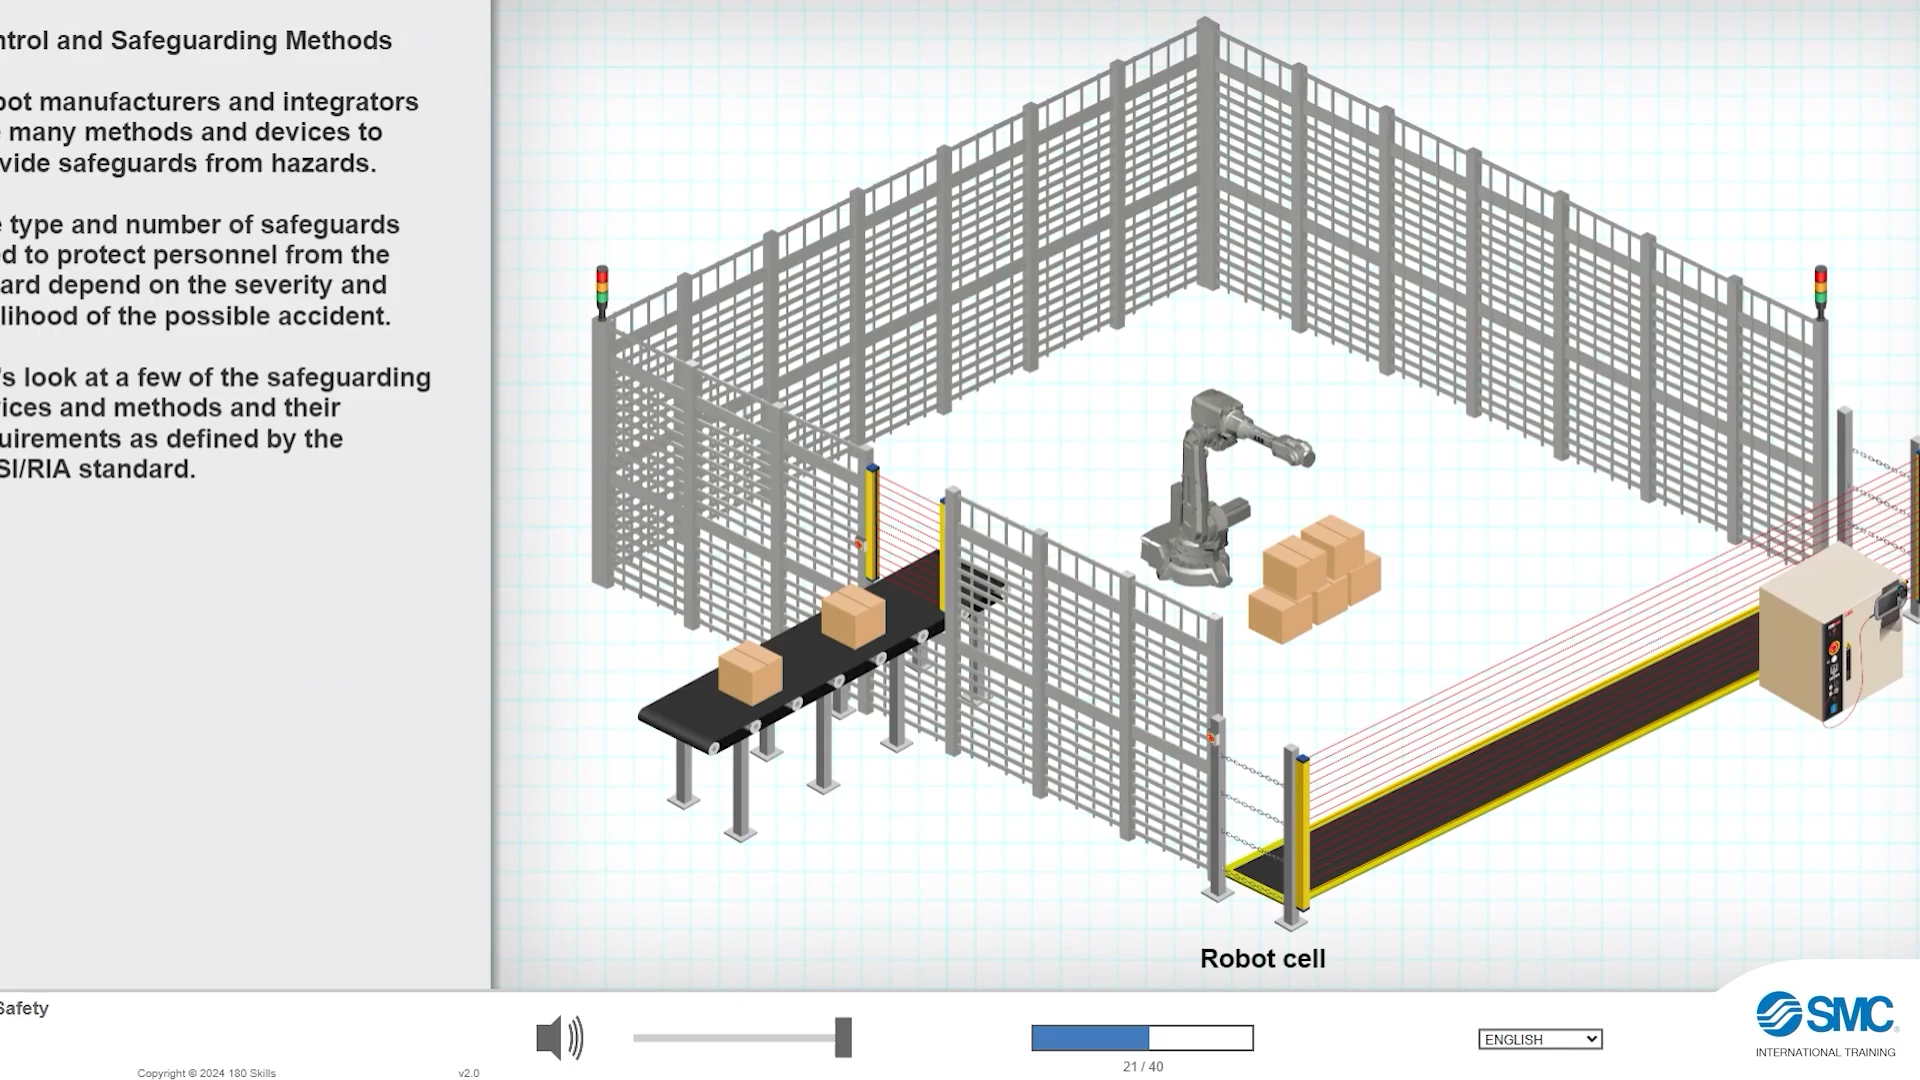 ntrol and Safeguarding Methods
bot manufacturers and integrators
e many methods and devices to
vide safeguards from hazards.
e type and number of safeguards
ed to protect personnel from the
ard depend on the severity and
lihood of the possible accident.
's look at a few of the safeguarding
ices and methods and their
uirements as defined by the
SI/RIA standard.
Robot cell
Safety
Copyright © 2024 180 Skills
v2.0
21 / 40
ENGLISH
SMC
INTERNATIONAL TRAINING